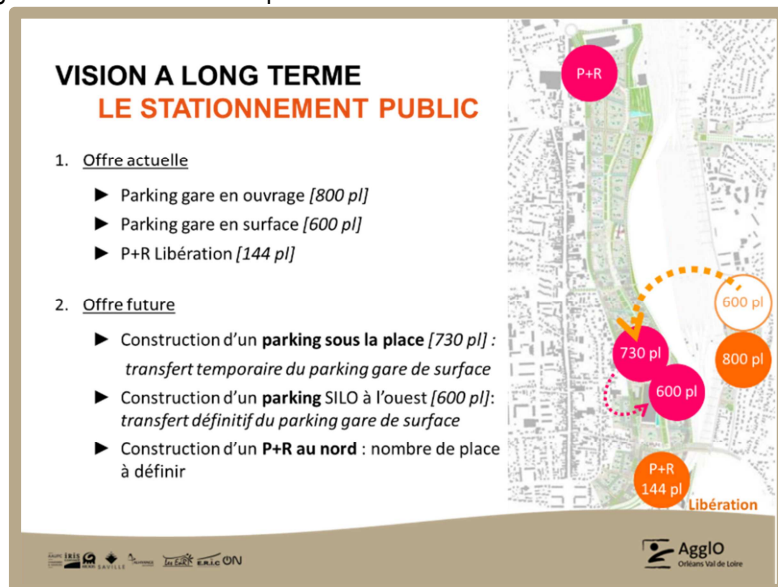 VISION A LONG TERME
LE STATIONNEMENT PUBLIC
P+R
1. Offre actuelle
► Parking gare en ouvrage [800 pl]
► Parking gare en surface [600 pl]
► P+R Libération [144 pl]
2. Offre future
► Construction d'un parking sous la place [730 pl] :
transfert temporaire du parking gare de surface
► Construction d'un parking SILO à l'ouest [600 pl]:
transfert définitif du parking gare de surface
► Construction d'un P+R au nord : nombre de place
à définir
600 pl
730 pl
800 pl
600 pl
P+R
144 pl
Libération
IRIS
SAVILLE
E.R.I.C
ON
AgglO
Orléans Val de Loire